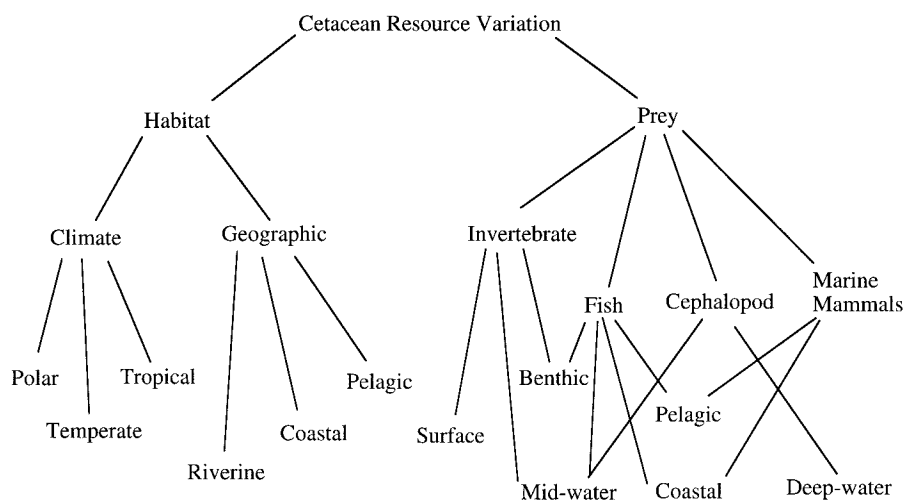 Cetacean Resource Variation
Habitat
Prey
Climate
Geographic
Invertebrate
Fish
Cephalopod
Marine
Mammals
Polar
Tropical
Pelagic
Benthic
Temperate
Coastal
Surface
Pelagic
Riverine
Mid-water
Coastal
Deep-water